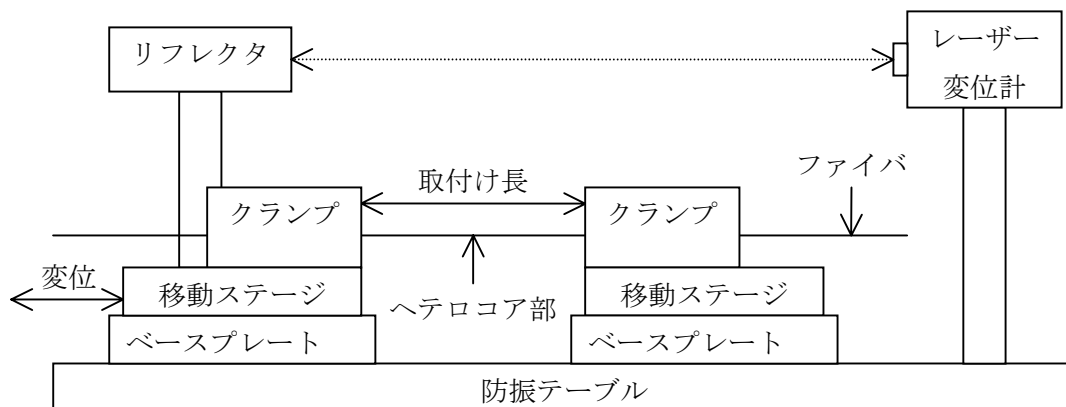 リフレクタ
レーザー
変位計
ファイバ
取付け長
クランプ
クランプ
変位
移動ステージ
ヘテロコア部
移動ステージ
ベースプレート
ベースプレート
防振テーブル